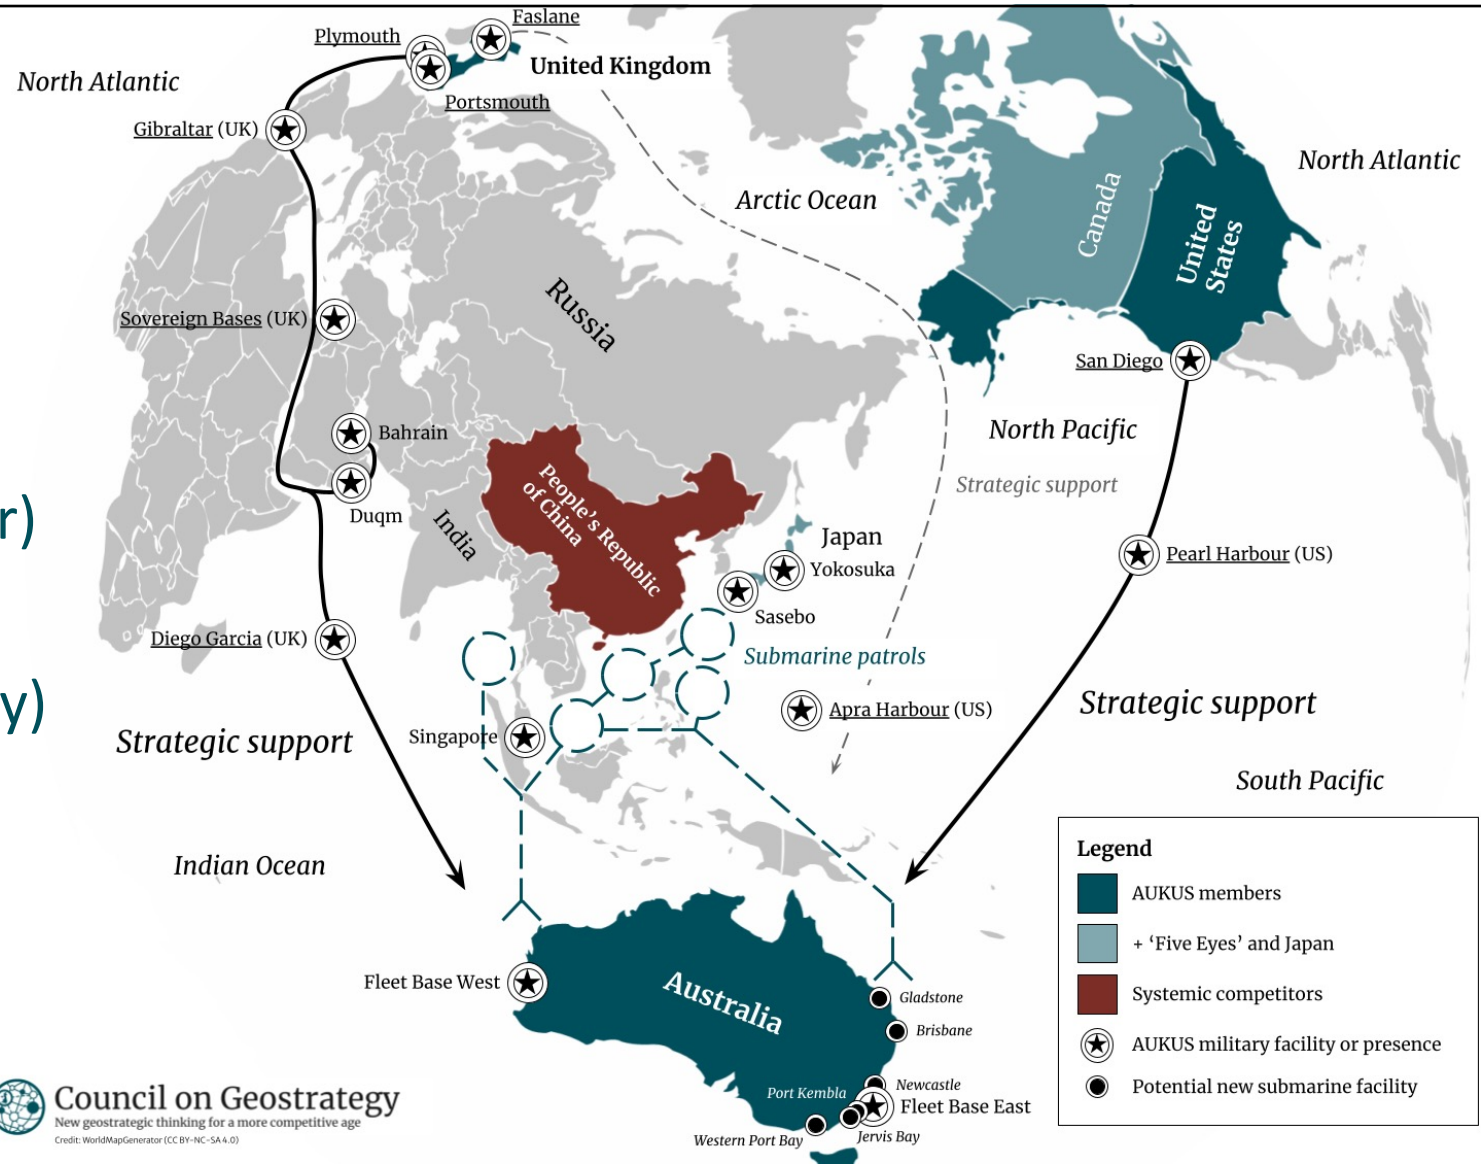 Faslane
Plymouth
United Kingdom
North Atlantic
Portsmouth
Gibraltar (UK)
North Atlantic
Arctic Ocean
Canada
United
States
Russia
Sovereign Bases (UK)
San Diego
Bahrain
North Pacific
Strategic support
People's Republic
of China
r)
Duqm
India
Japan
Yokosuka
Pearl Harbour (US)
Sasebo
Diego Garcia (UK)
Submarine patrols
y)
Apra Harbour (US)
Strategic support
Strategic support
Singapore
South Pacific
Indian Ocean
Legend
AUKUS members
+ ‘Five Eyes’ and Japan
Systemic competitors
AUKUS military facility or presence
Potential new submarine facility
Fleet Base West
Australia
Gladstone
Brisbane
Newcastle
Port Kembla
Fleet Base East
Jervis Bay
Western Port Bay
Council on Geostrategy
New geostrategic thinking for a more competitive age
Credit: WorldMapGenerator (CC BY-NC-SA 4.0)